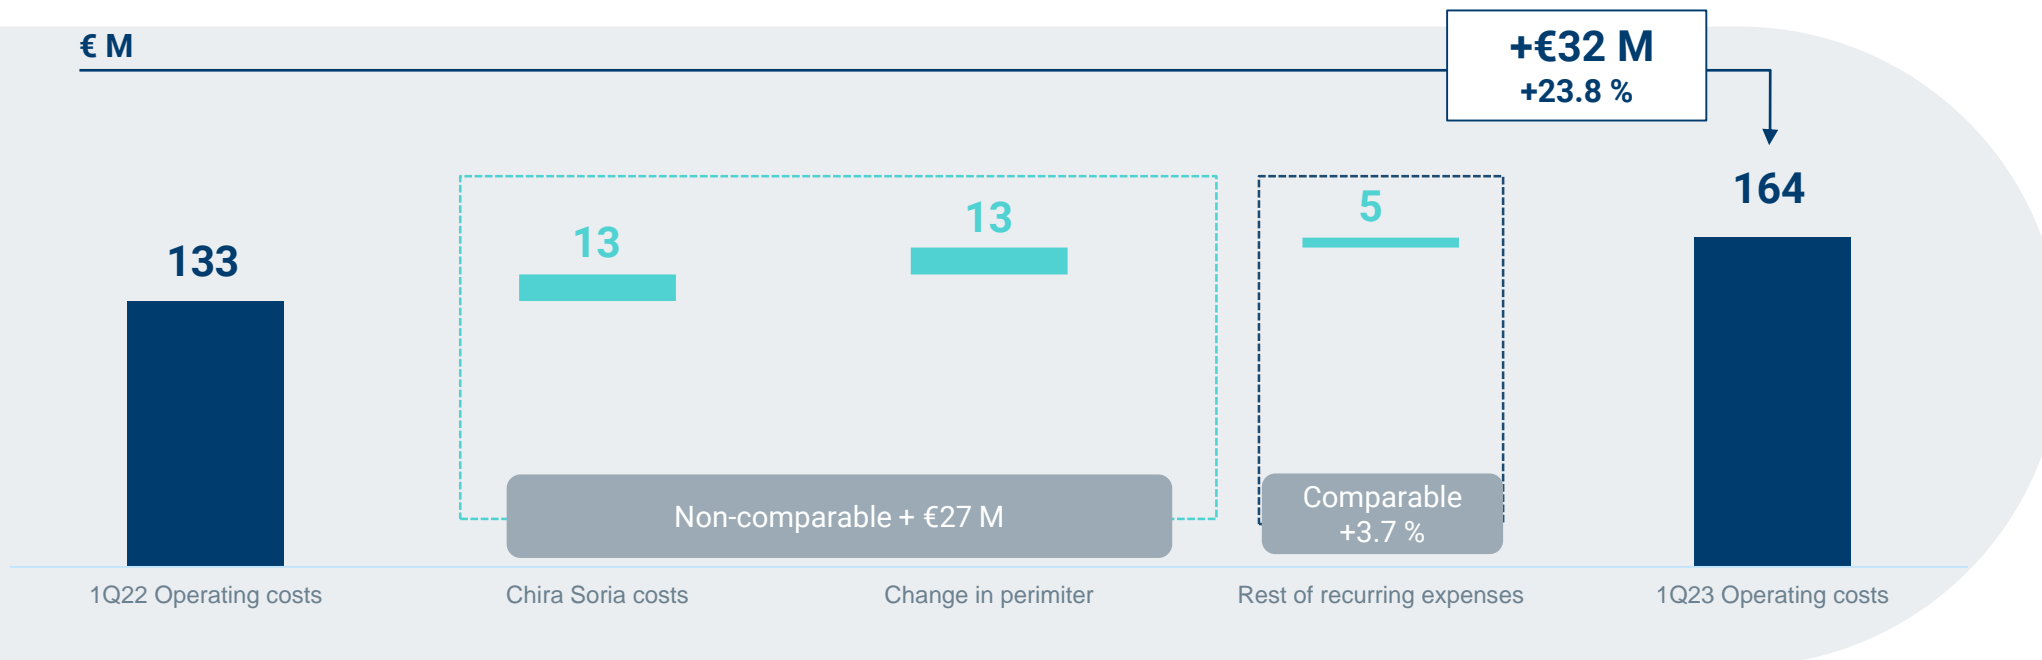 € M
+€32 M
+23.8 %
133
13
13
5
164
Non-comparable + €27 M
Comparable
+3.7 %
1Q22 Operating costs
Chira Soria costs
Change in perimiter
Rest of recurring expenses
1Q23 Operating costs